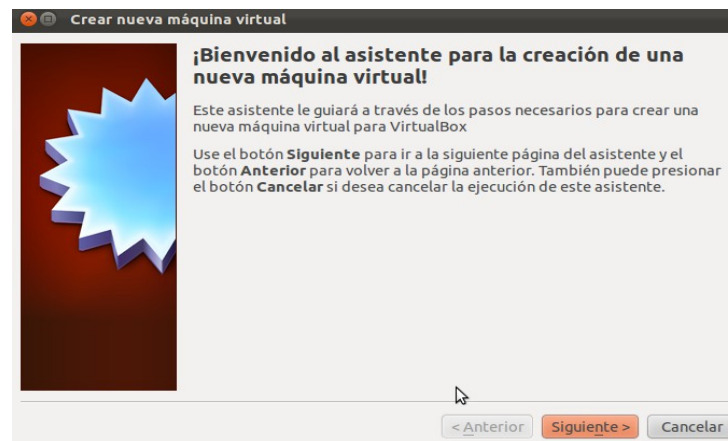 Crear nueva máquina virtual
¡Bienvenido al asistente para la creación de una
nueva máquina virtual!
Este asistente le guiará a través de los pasos necesarios para crear una
nueva máquina virtual para VirtualBox
Use el botón Siguiente para ir a la siguiente página del asistente y el
botón Anterior para volver a la página anterior. También puede presionar
el botón Cancelar si desea cancelar la ejecución de este asistente.
< Anterior Siguiente > Cancelar